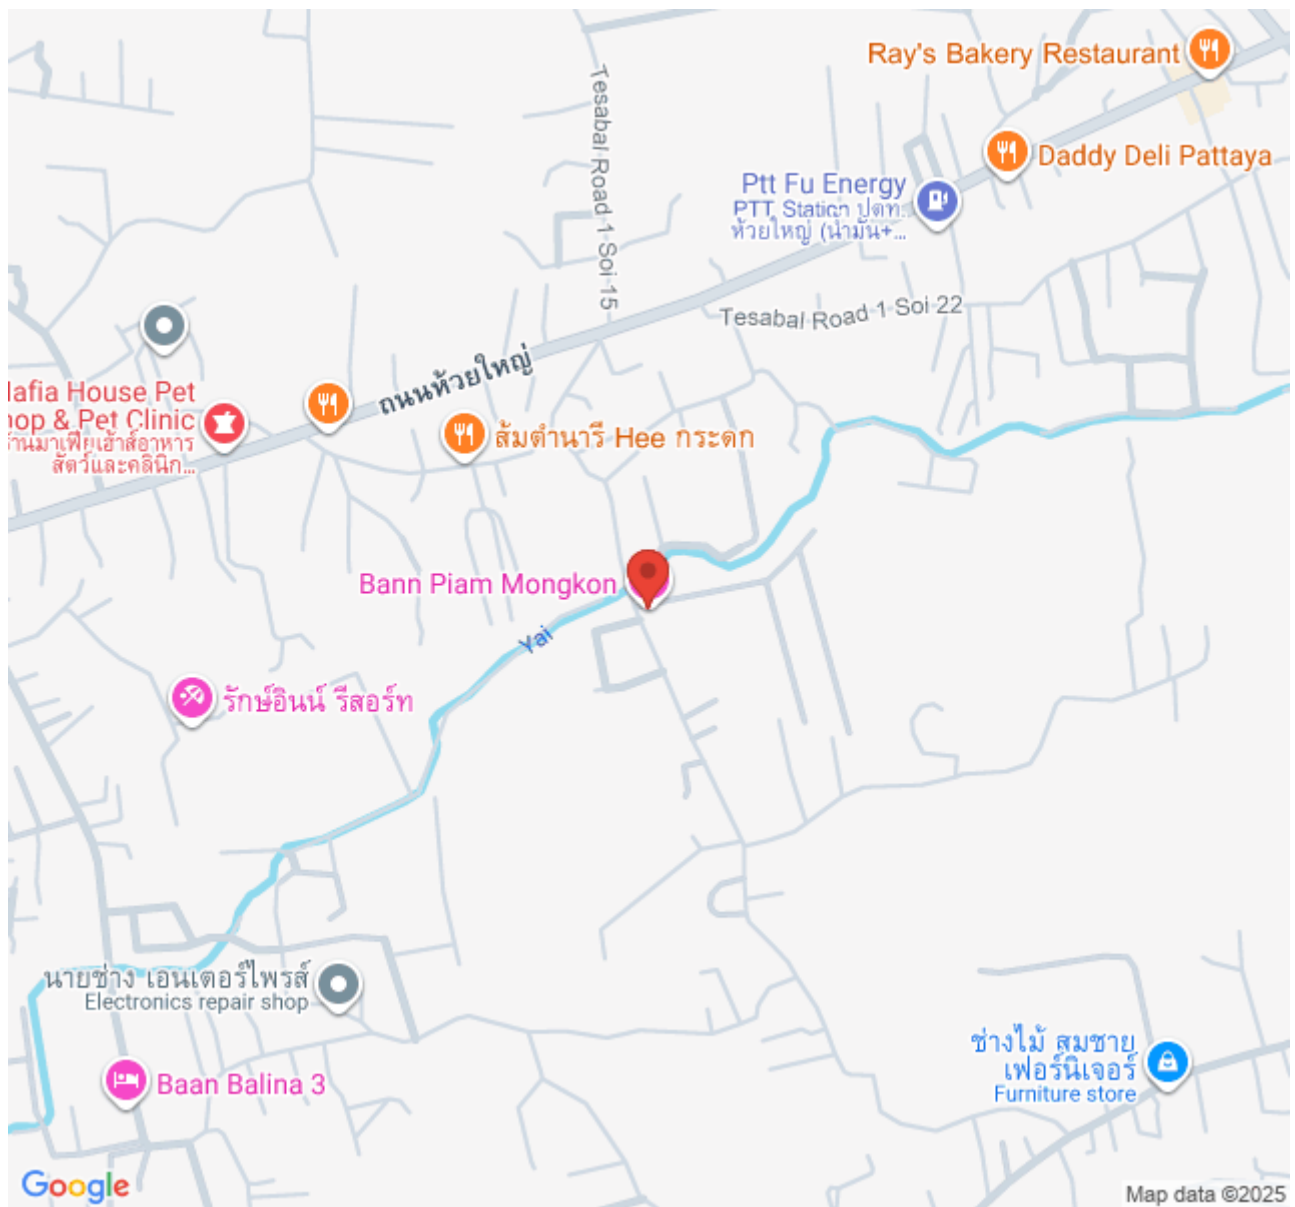 Ray's Bakery Restaurant
Tesabal Road 1 Soi 15
Daddy Deli Pattaya
Ptt Fu Energy
PTT Station ปตท.
ห้วยใหญ่ (น้ำมัน+...
Tesabal Road 1 Soi 22
ถนนห้วยใหญ่
Mafia House Pet
hop & Pet Clinic
ร้านมาเฟียเฮ้าส์อาหาร
สัตว์และคลินิก...
ส้มตำนารี Hee กระดก
Bann Piam Mongkon
Yai
รักษ์อินน์ รีสอร์ท
นายช่าง เอนเตอร์ไพรส์
Electronics repair shop
ช่างไม้ สมชาย
เฟอร์นิเจอร์
Furniture store
Baan Balina 3
Google
Map data ©2025